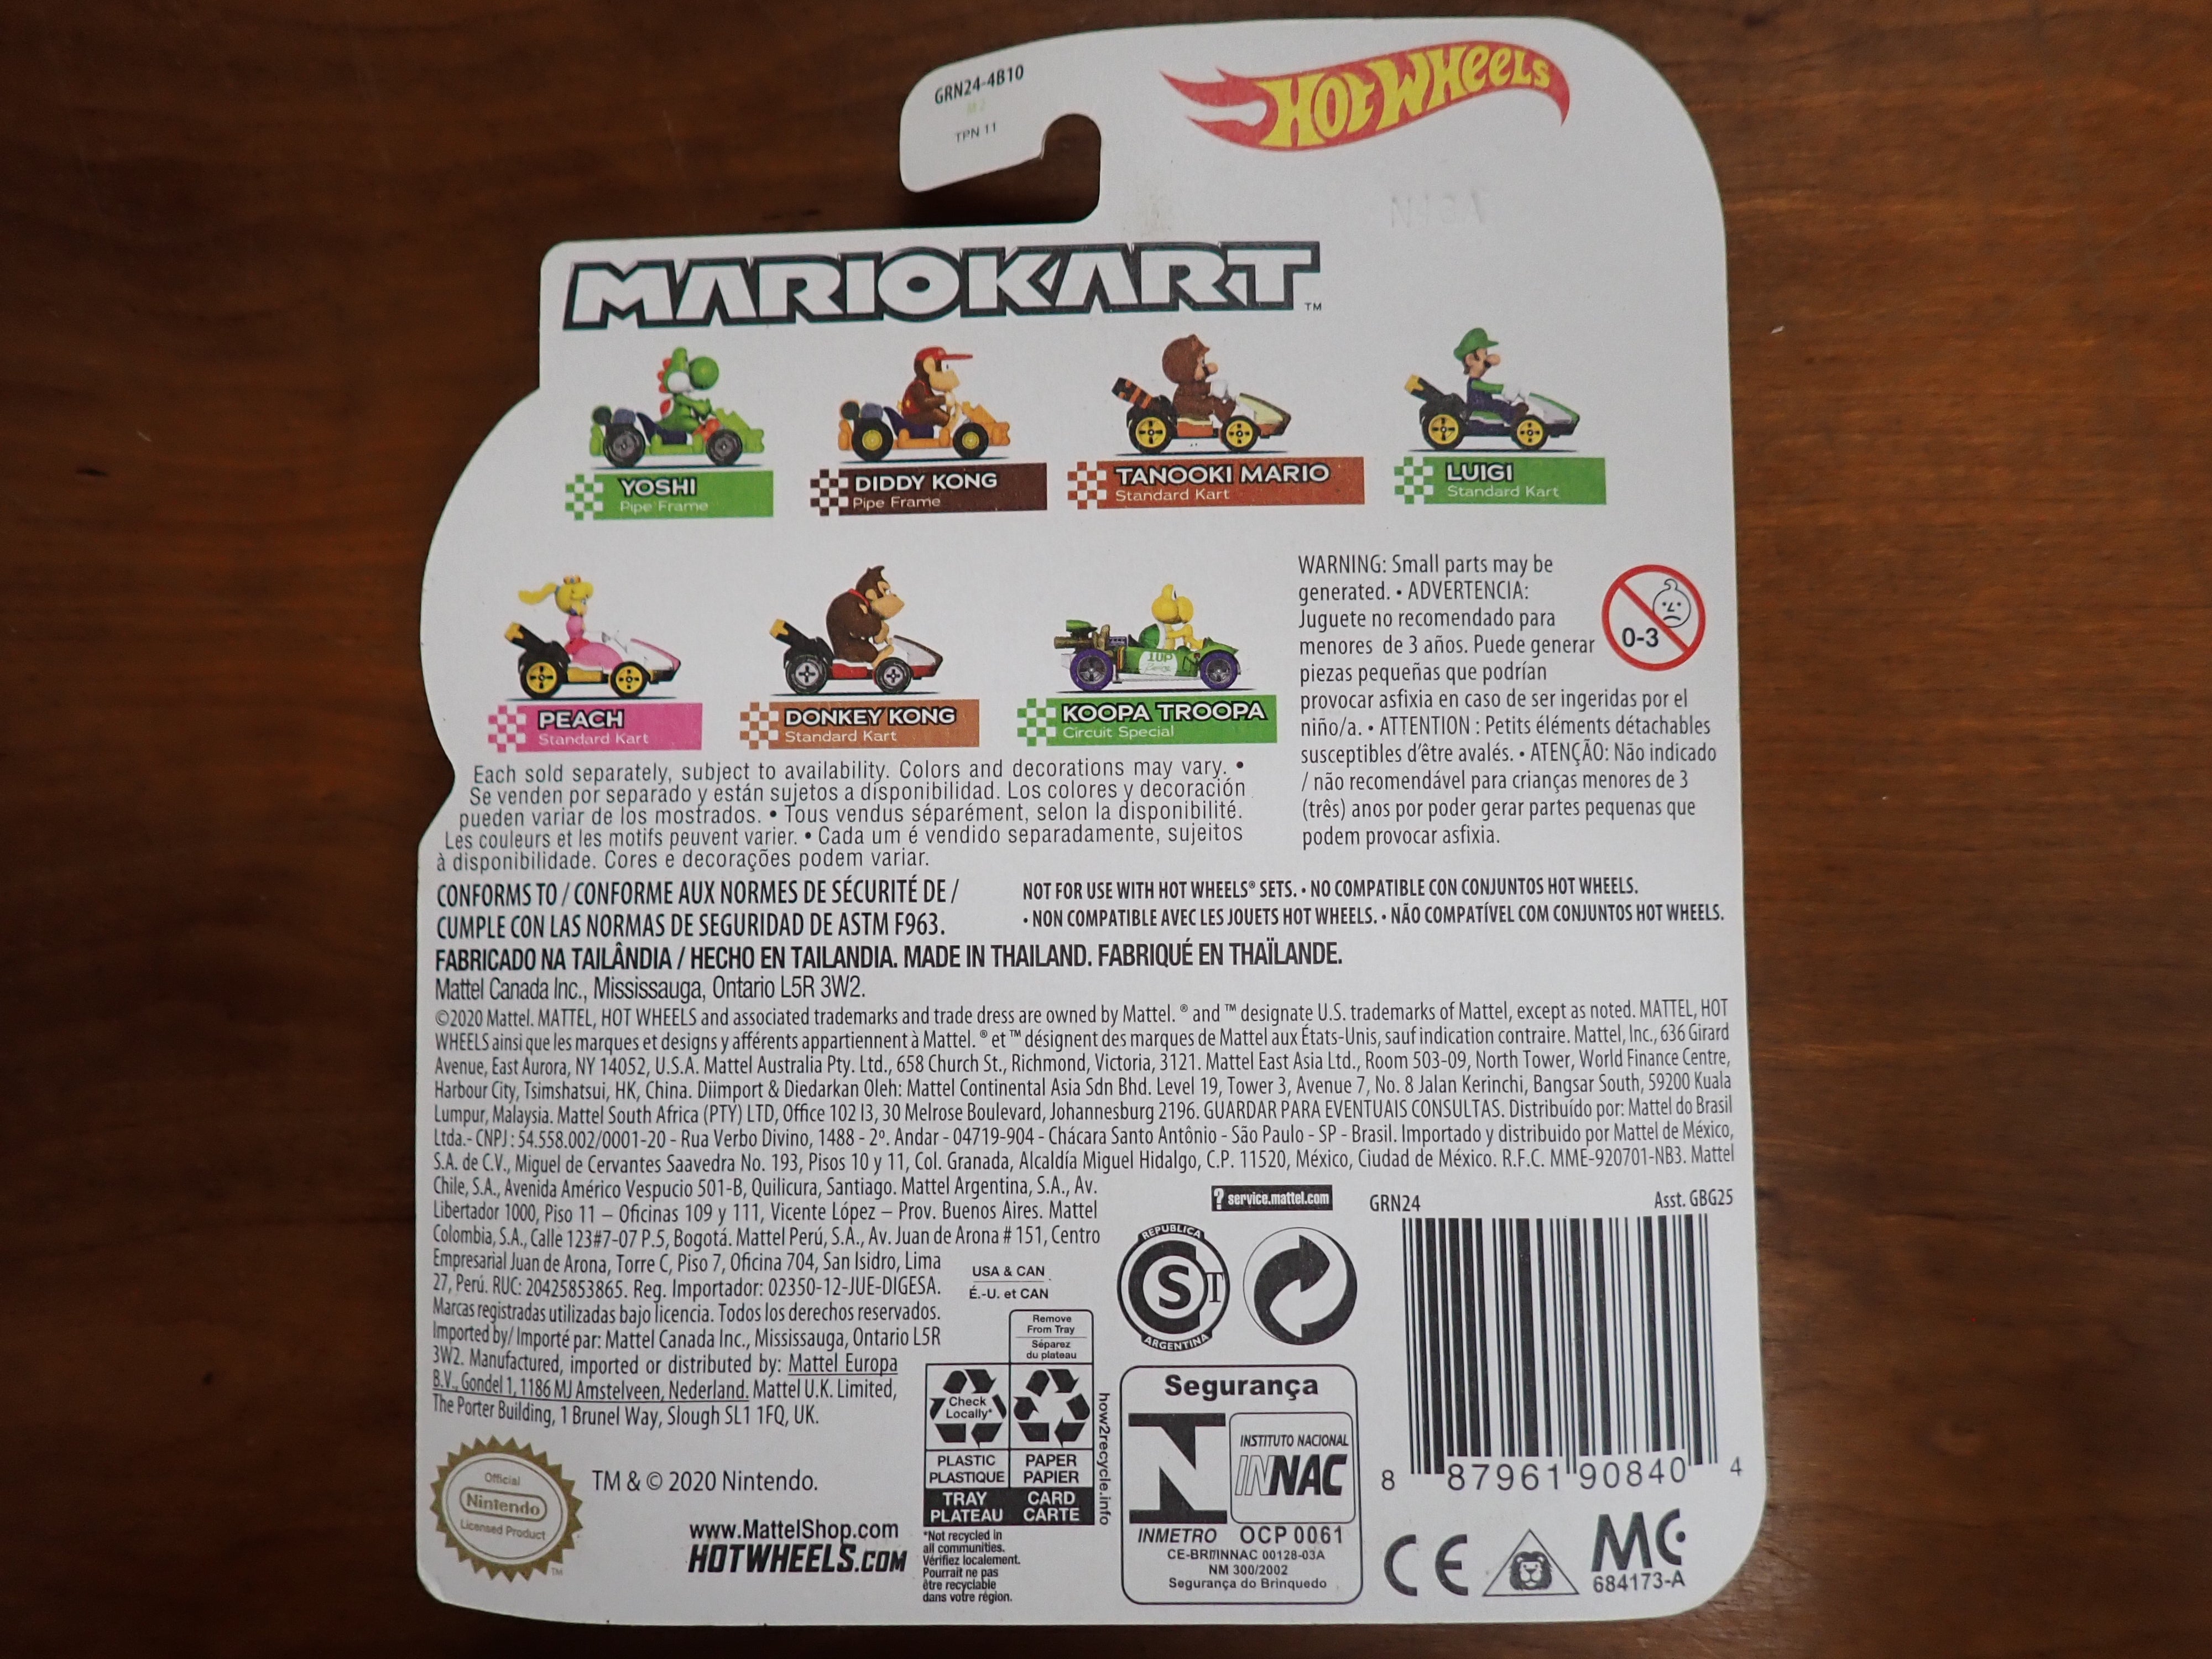 GRN24-4B10
TPN 11
HOT WHEELS
MARIOKART™
YOSHI
Pipe Frame
DIDDY KONG
Pipe Frame
TANOOKI MARIO
Standard Kart
LUIGI
Standard Kart
PEACH
Standard Kart
DONKEY KONG
Standard Kart
1UP
KOOPA TROOPA
Circuit Special
WARNING: Small parts may be
generated. • ADVERTENCIA:
Juguete no recomendado para
menores de 3 años. Puede generar
piezas pequeñas que podrían
provocar asfixia en caso de ser ingeridas por el
niño/a. • ATTENTION : Petits éléments détachables
susceptibles d'être avalés. • ATENÇÃO: Não indicado
/ não recomendável para crianças menores de 3
(três) anos por poder gerar partes pequenas que
podem provocar asfixia.
0-3
Each sold separately, subject to availability. Colors and decorations may vary. •
Se venden por separado y están sujetos a disponibilidad. Los colores y decoración
pueden variar de los mostrados. • Tous vendus séparément, selon la disponibilité.
Les couleurs et les motifs peuvent varier. • Cada um é vendido separadamente, sujeitos
à disponibilidade. Cores e decorações podem variar.
CONFORMS TO / CONFORME AUX NORMES DE SÉCURITÉ DE /
CUMPLE CON LAS NORMAS DE SEGURIDAD DE ASTM F963.
NOT FOR USE WITH HOT WHEELS® SETS. • NO COMPATIBLE CON CONJUNTOS HOT WHEELS.
• NON COMPATIBLE AVEC LES JOUETS HOT WHEELS. • NÃO COMPATÍVEL COM CONJUNTOS HOT WHEELS.
FABRICADO NA TAILÂNDIA / HECHO EN TAILANDIA. MADE IN THAILAND. FABRIQUÉ EN THAÏLANDE.
Mattel Canada Inc., Mississauga, Ontario L5R 3W2.
©2020 Mattel. MATTEL, HOT WHEELS and associated trademarks and trade dress are owned by Mattel. ® and ™ designate U.S. trademarks of Mattel, except as noted. MATTEL, HOT
WHEELS ainsi que les marques et designs y afférents appartiennent à Mattel. ® et ™ désignent des marques de Mattel aux États-Unis, sauf indication contraire. Mattel, Inc., 636 Girard
Avenue, East Aurora, NY 14052, U.S.A. Mattel Australia Pty. Ltd., 658 Church St., Richmond, Victoria, 3121. Mattel East Asia Ltd., Room 503-09, North Tower, World Finance Centre,
Harbour City, Tsimshatsui, HK, China. Diimport & Diedarkan Oleh: Mattel Continental Asia Sdn Bhd. Level 19, Tower 3, Avenue 7, No. 8 Jalan Kerinchi, Bangsar South, 59200 Kuala
Lumpur, Malaysia. Mattel South Africa (PTY) LTD, Office 102 I3, 30 Melrose Boulevard, Johannesburg 2196. GUARDAR PARA EVENTUAIS CONSULTAS. Distribuído por: Mattel do Brasil
Ltda.- CNPJ : 54.558.002/0001-20 - Rua Verbo Divino, 1488 - 2º. Andar - 04719-904 - Chácara Santo Antônio - São Paulo - SP - Brasil. Importado y distribuido por Mattel de México,
S.A. de C.V., Miguel de Cervantes Saavedra No. 193, Pisos 10 y 11, Col. Granada, Alcaldía Miguel Hidalgo, C.P. 11520, México, Ciudad de México. R.F.C. MME-920701-NB3. Mattel
Chile, S.A., Avenida Américo Vespucio 501-B, Quilicura, Santiago. Mattel Argentina, S.A., Av.
Libertador 1000, Piso 11 – Oficinas 109 y 111, Vicente López – Prov. Buenos Aires. Mattel
Colombia, S.A., Calle 123#7-07 P.5, Bogotá. Mattel Perú, S.A., Av. Juan de Arona # 151, Centro
Empresarial Juan de Arona, Torre C, Piso 7, Oficina 704, San Isidro, Lima
27, Perú. RUC: 20425853865. Reg. Importador: 02350-12-JUE-DIGESA.
Marcas registradas utilizadas bajo licencia. Todos los derechos reservados.
Imported by/ Importé par: Mattel Canada Inc., Mississauga, Ontario L5R
3W2. Manufactured, imported or distributed by: Mattel Europa
B.V., Gondel 1, 1186 MJ Amstelveen, Nederland. Mattel U.K. Limited,
The Porter Building, 1 Brunel Way, Slough SL1 1FQ, UK.
? service.mattel.com
GRN24
Asst. GBG25
REPUBLICA
S T
ARGENTINA
USA & CAN
É.-U. et CAN
Remove
From Tray
Séparez
du plateau
Check
Locally*
PLASTIC
PLASTIQUE
TRAY
PLATEAU
PAPER
PAPIER
CARD
CARTE
how2recycle.info
*Not recycled in
all communities.
Vérifiez localement.
Pourrait ne pas
être recyclable
dans votre région.
Segurança
INSTITUTO NACIONAL
INNAC
INMETRO OCP 0061
CE-BRI/INNAC 00128-03A
NM 300/2002
Segurança do Brinquedo
8 87961 90840 4
CE
MC
684173-A
Official
Nintendo
Licensed Product
TM
TM & © 2020 Nintendo.
www.MattelShop.com
HOTWHEELS.COM